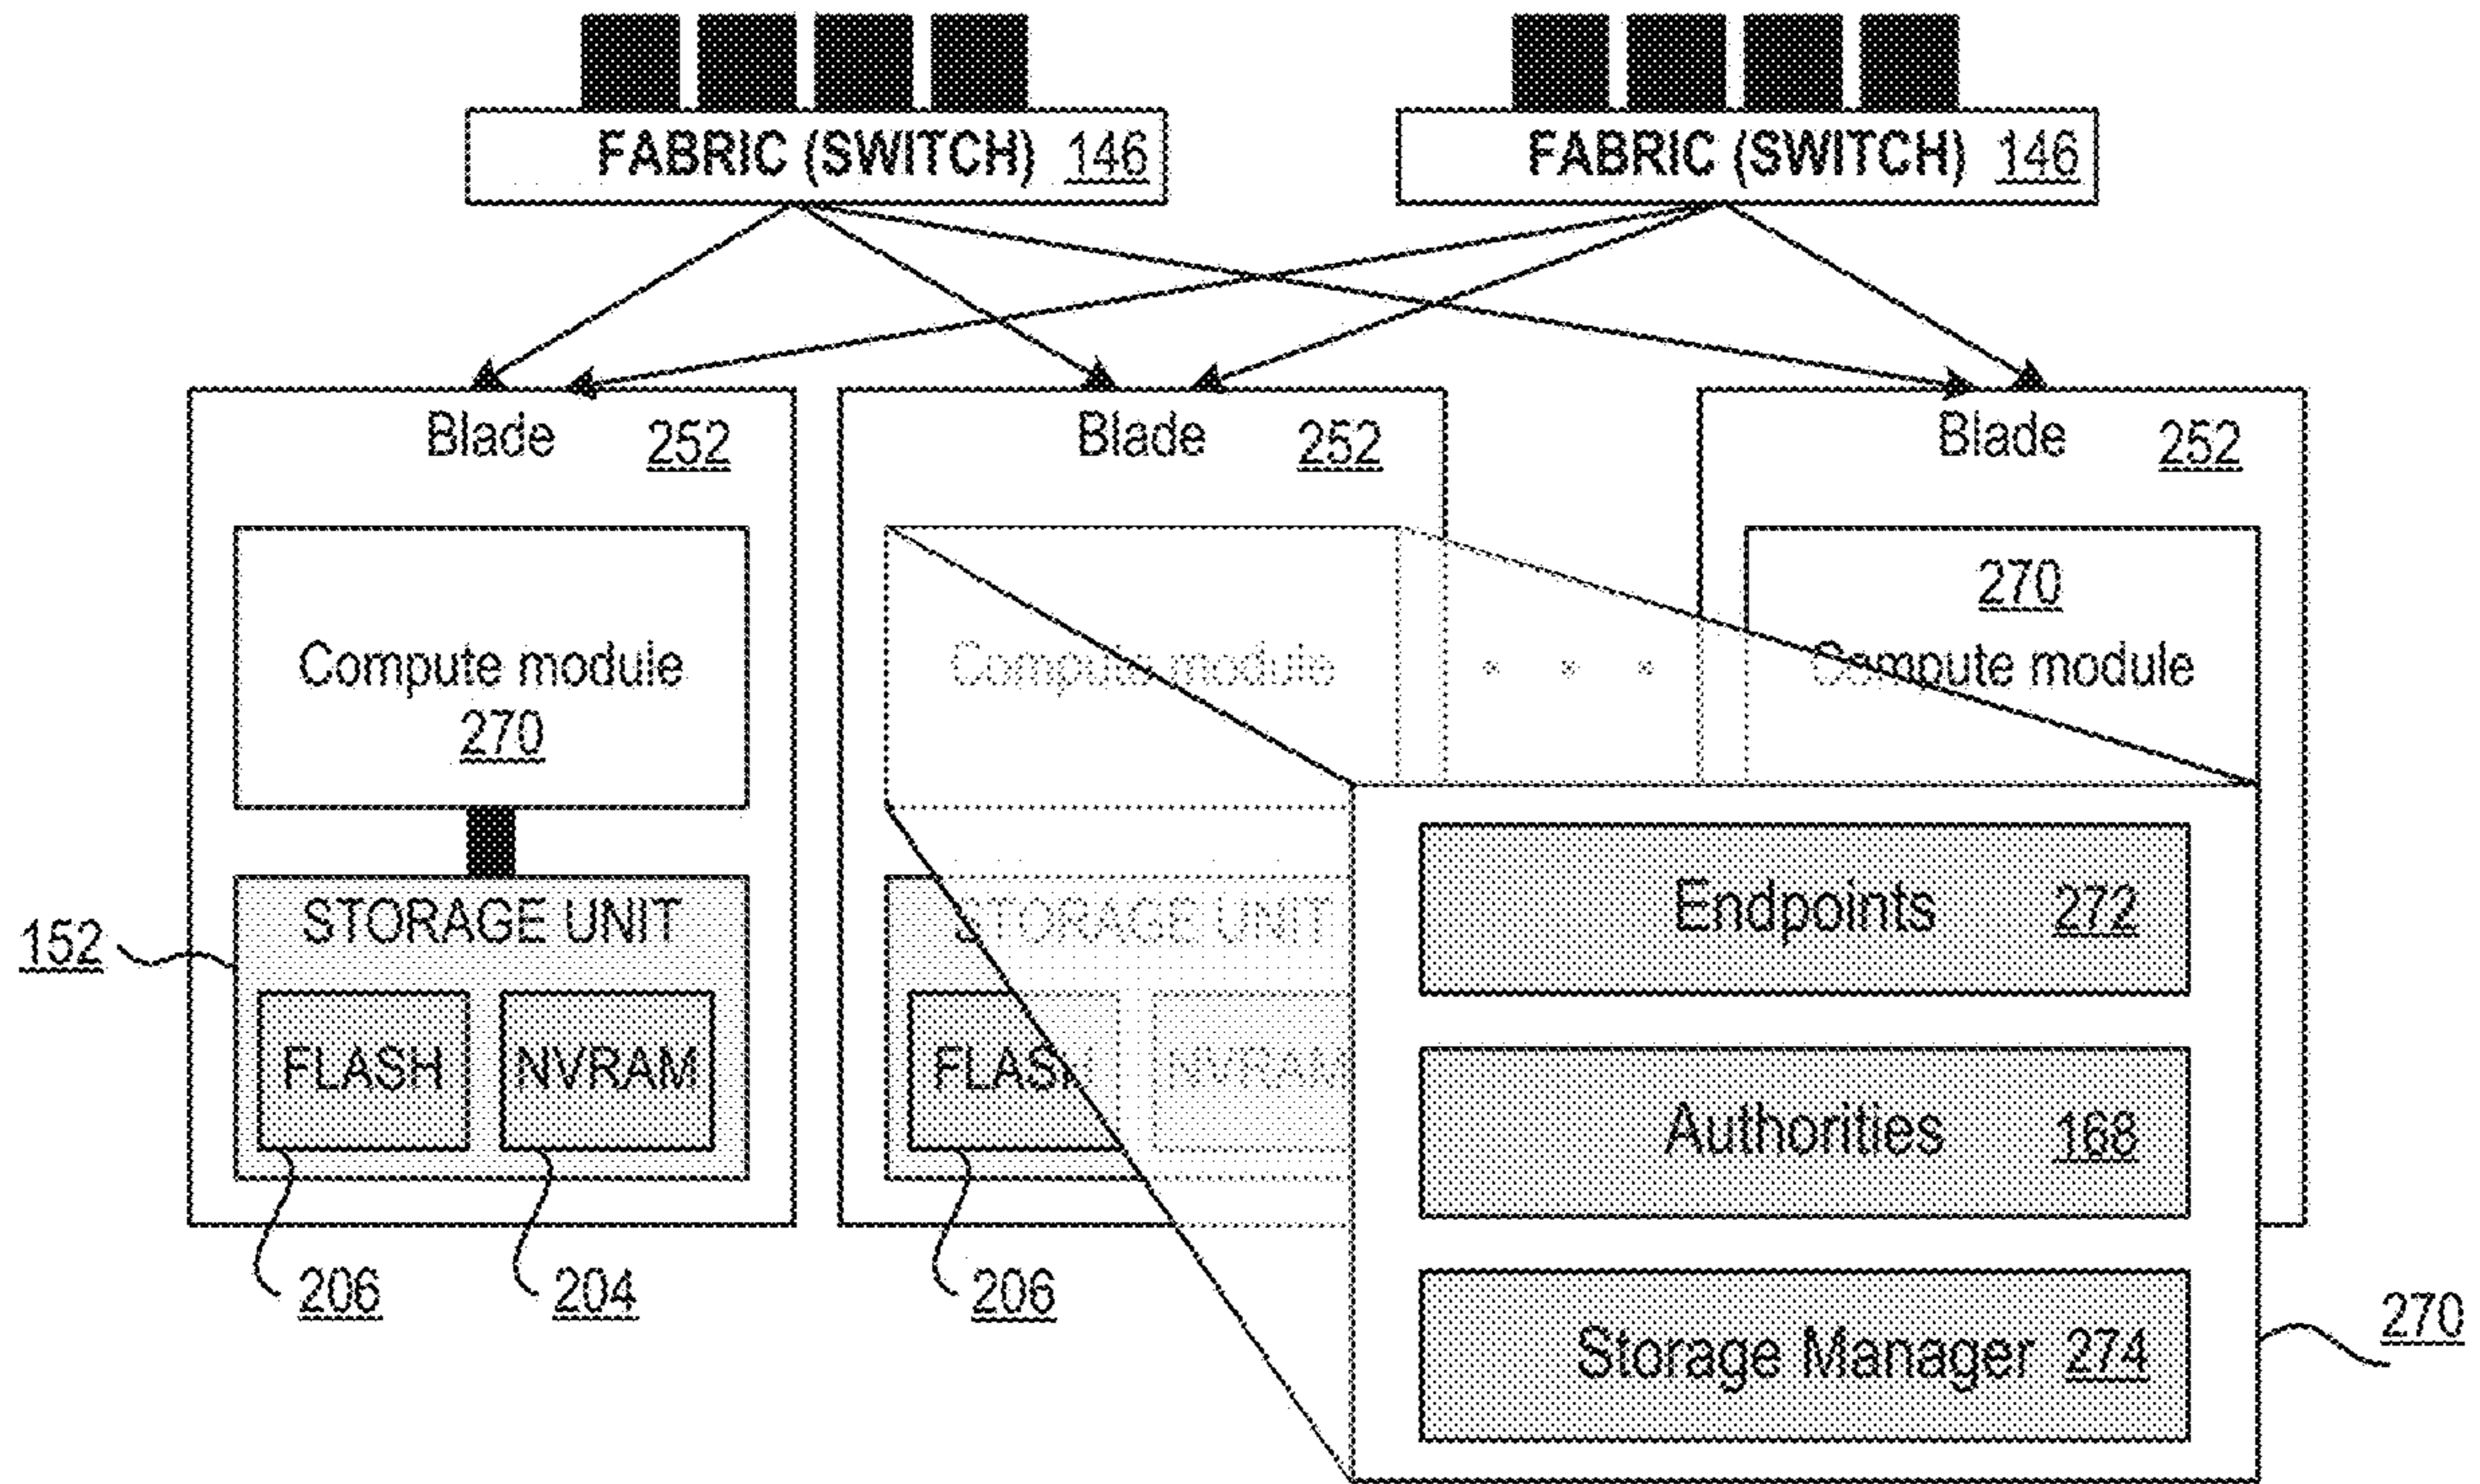 FABRIC (SWITCH) 146
FABRIC (SWITCH) 146
Blade 252
Blade 252
Blade 252
Compute module
270
Compute module
. . .
270
Compute module
152
STORAGE UNIT
FLASH
NVRAM
STORAGE UNIT
FLASH
NVRAM
Endpoints 272
Authorities 168
Storage Manager 274
206
204
206
270